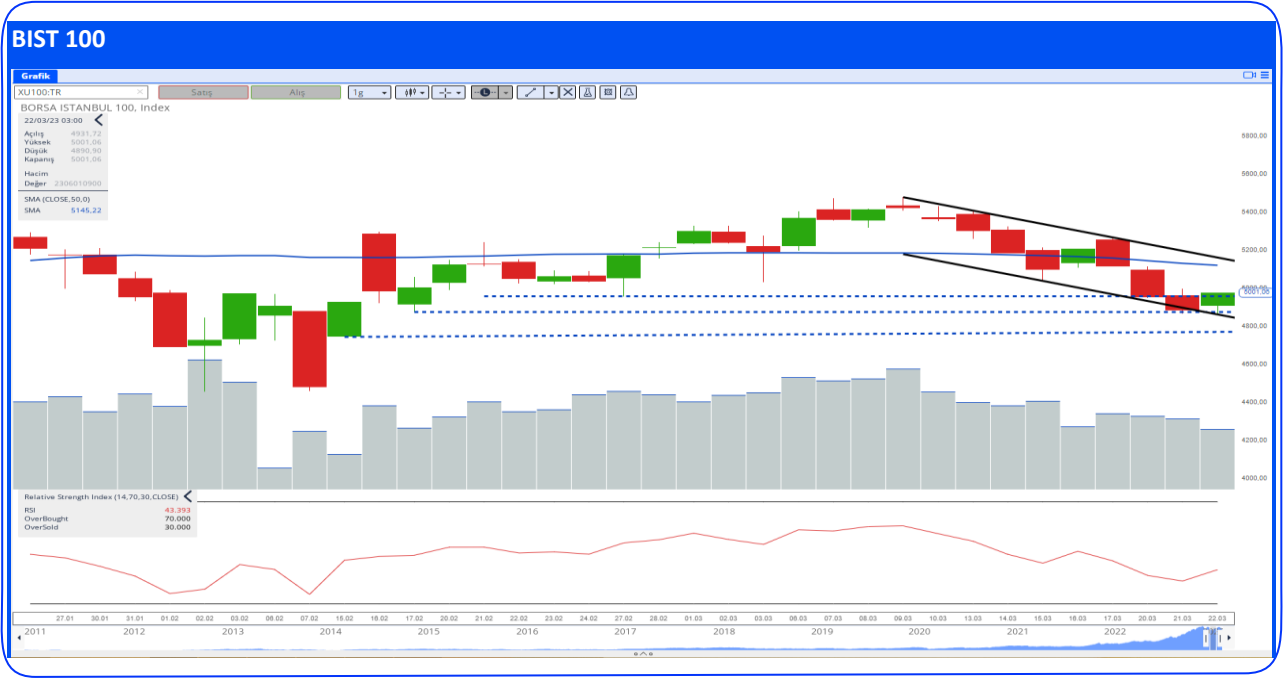 BIST 100
Grafik
XU100:TR
Satış
Alış
1g
BORSA ISTANBUL 100, Index
22/03/23 03:00
Açılış 4931,72
Yüksek 5001,06
Düşük 4890,90
Kapanış 5001,06
Hacim
Değer 2306010900
SMA (CLOSE,50,0)
SMA 5145,22
5800,00
5600,00
5400,00
5200,00
5000,00
5001,06
4800,00
4600,00
4400,00
4200,00
4000,00
Relative Strength Index (14,70,30,CLOSE)
RSI 43.393
OverBought 70.000
OverSold 30.000
27.01 30.01 31.01 01.02 02.02 03.02 06.02 07.02 15.02 16.02 17.02 20.02 21.02 22.02 23.02 24.02 27.02 28.02 01.03 02.03 03.03 06.03 07.03 08.03 09.03 10.03 13.03 14.03 15.03 16.03 17.03 20.03 21.03 22.03
2011 2012 2013 2014 2015 2016 2017 2018 2019 2020 2021 2022